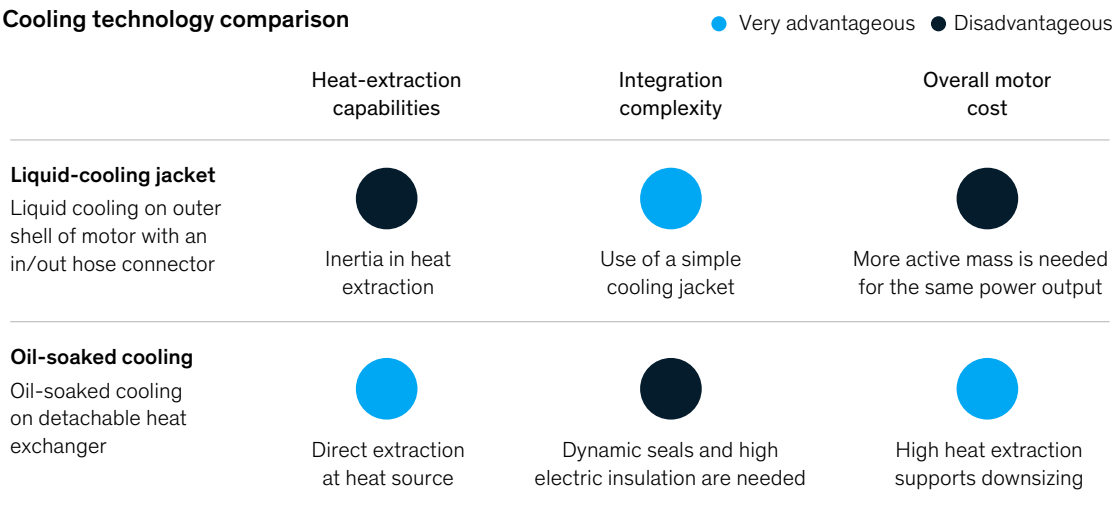 Cooling technology comparison
Very advantageous
Disadvantageous
Heat-extraction
capabilities
Integration
complexity
Overall motor
cost
Liquid-cooling jacket
Liquid cooling on outer
shell of motor with an
in/out hose connector
Inertia in heat
extraction
Use of a simple
cooling jacket
More active mass is needed
for the same power output
Oil-soaked cooling
Oil-soaked cooling
on detachable heat
exchanger
Direct extraction
at heat source
Dynamic seals and high
electric insulation are needed
High heat extraction
supports downsizing